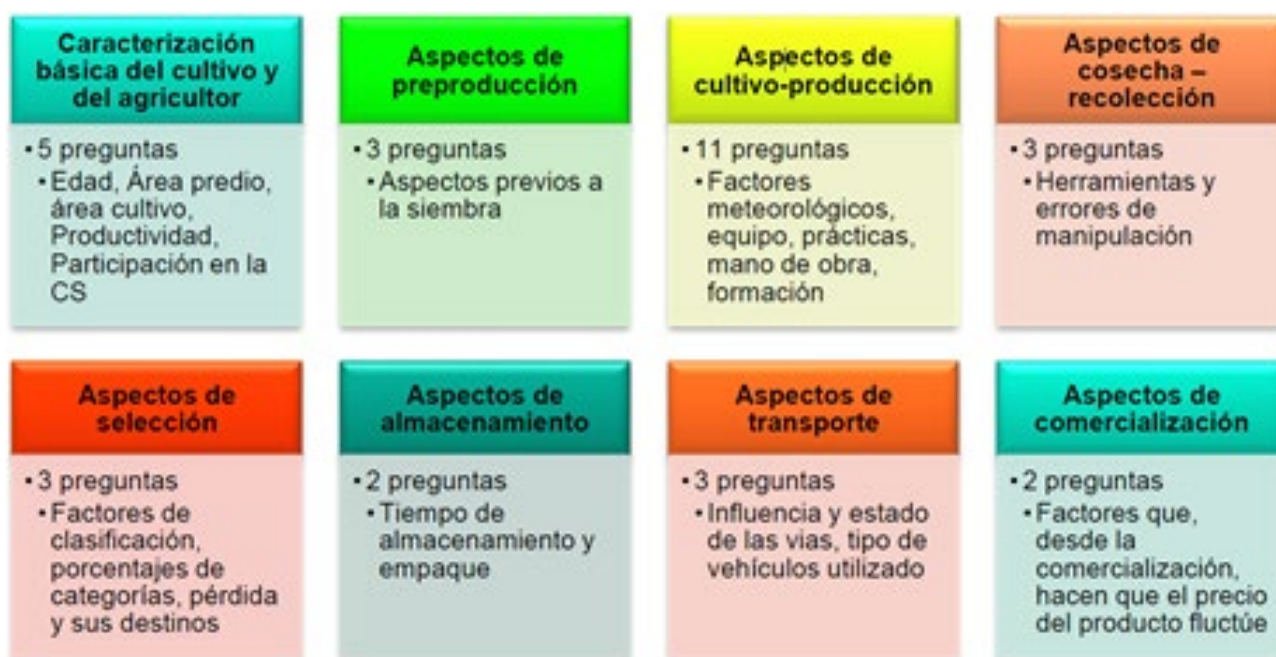 Caracterización
básica del cultivo y
del agricultor
• 5 preguntas
• Edad, Área predio,
área cultivo,
Productividad,
Participación en la
CS
Aspectos de
preproducción
• 3 preguntas
• Aspectos previos a
la siembra
Aspectos de
cultivo-producción
• 11 preguntas
• Factores
meteorológicos,
equipo, prácticas,
mano de obra,
formación
Aspectos de
cosecha –
recolección
• 3 preguntas
• Herramientas y
errores de
manipulación
Aspectos de
selección
• 3 preguntas
• Factores de
clasificación,
porcentajes de
categorías, pérdida
y sus destinos
Aspectos de
almacenamiento
• 2 preguntas
• Tiempo de
almacenamiento y
empaque
Aspectos de
transporte
• 3 preguntas
• Influencia y estado
de las vias, tipo de
vehículos utilizado
Aspectos de
comercialización
• 2 preguntas
• Factores que,
desde la
comercialización,
hacen que el precio
del producto fluctúe